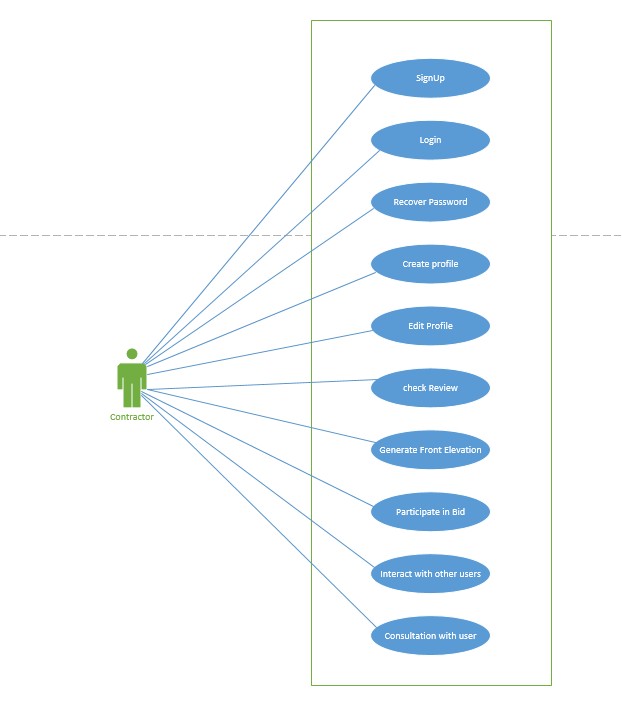 SignUp
Login
Recover Password
Create profile
Edit Profile
check Review
Contractor
Generate Front Elevation
Participate in Bid
Interact with other users
Consultation with user